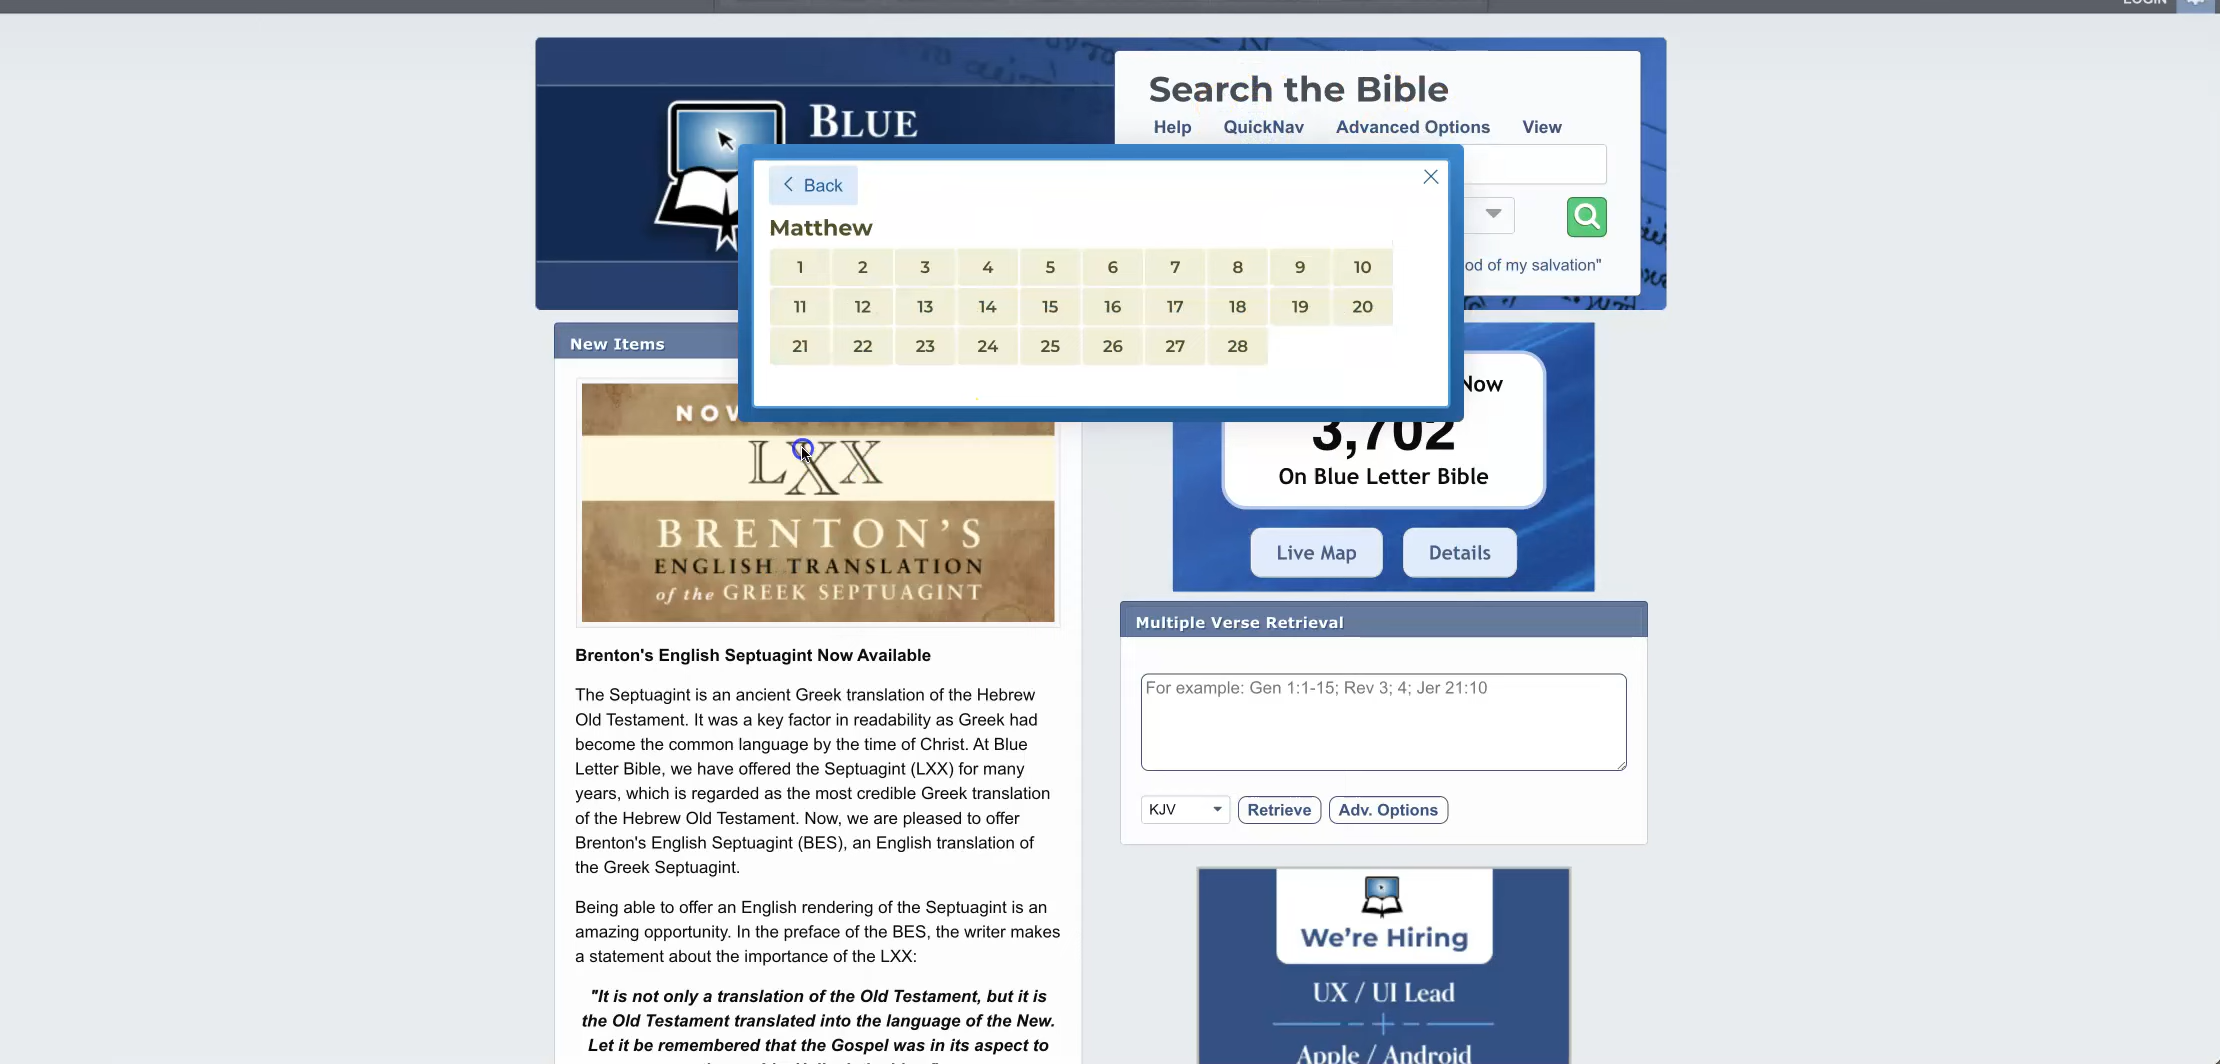 LOGIN
BLUE
Search the Bible
Help QuickNav Advanced Options View
od of my salvation"
Back
Matthew
1 2 3 4 5 6 7 8 9 10
11 12 13 14 15 16 17 18 19 20
21 22 23 24 25 26 27 28
New Items
LXX
BRENTON'S
ENGLISH TRANSLATION
of the GREEK SEPTUAGINT
Brenton's English Septuagint Now Available
The Septuagint is an ancient Greek translation of the Hebrew
Old Testament. It was a key factor in readability as Greek had
become the common language by the time of Christ. At Blue
Letter Bible, we have offered the Septuagint (LXX) for many
years, which is regarded as the most credible Greek translation
of the Hebrew Old Testament. Now, we are pleased to offer
Brenton's English Septuagint (BES), an English translation of
the Greek Septuagint.
Being able to offer an English rendering of the Septuagint is an
amazing opportunity. In the preface of the BES, the writer makes
a statement about the importance of the LXX:
"It is not only a translation of the Old Testament, but it is
the Old Testament translated into the language of the New.
Let it be remembered that the Gospel was in its aspect to
Now
3,702
On Blue Letter Bible
Live Map Details
Multiple Verse Retrieval
For example: Gen 1:1-15; Rev 3; 4; Jer 21:10
KJV Retrieve Adv. Options
We're Hiring
UX / UI Lead
Apple / Android